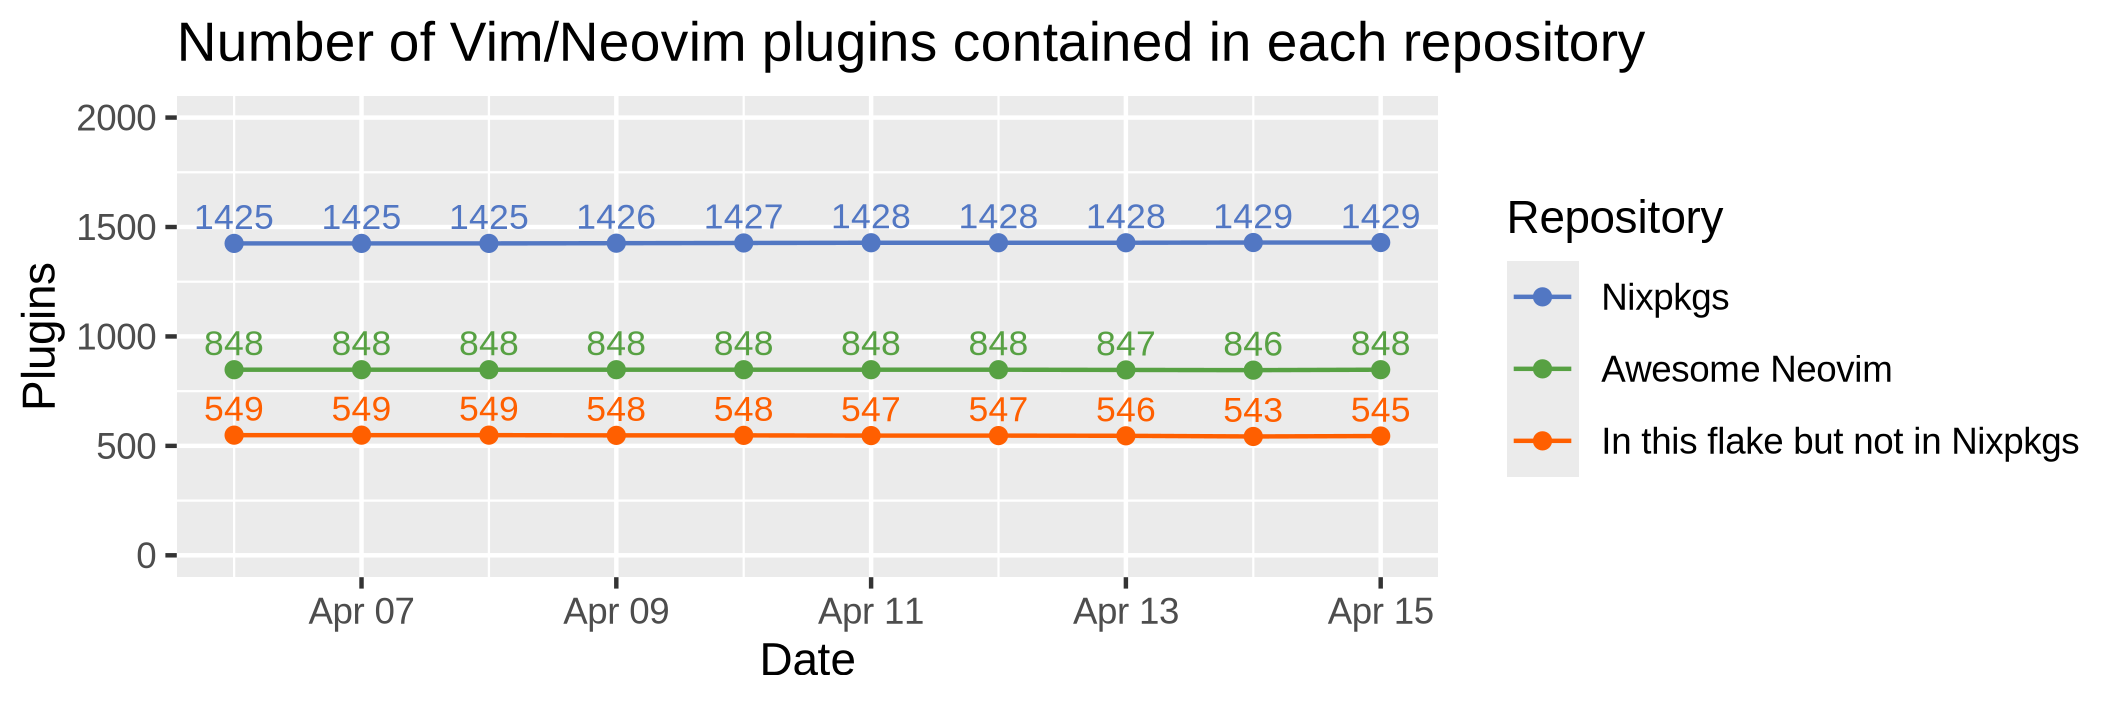 Number of Vim/Neovim plugins contained in each repository
Plugins
2000
1500
1000
500
0
1425 1425 1425 1426 1427 1428 1428 1428 1429 1429
848 848 848 848 848 848 848 847 846 848
549 549 549 548 548 547 547 546 543 545
Apr 07 Apr 09 Apr 11 Apr 13 Apr 15
Date
Repository
Nixpkgs
Awesome Neovim
In this flake but not in Nixpkgs